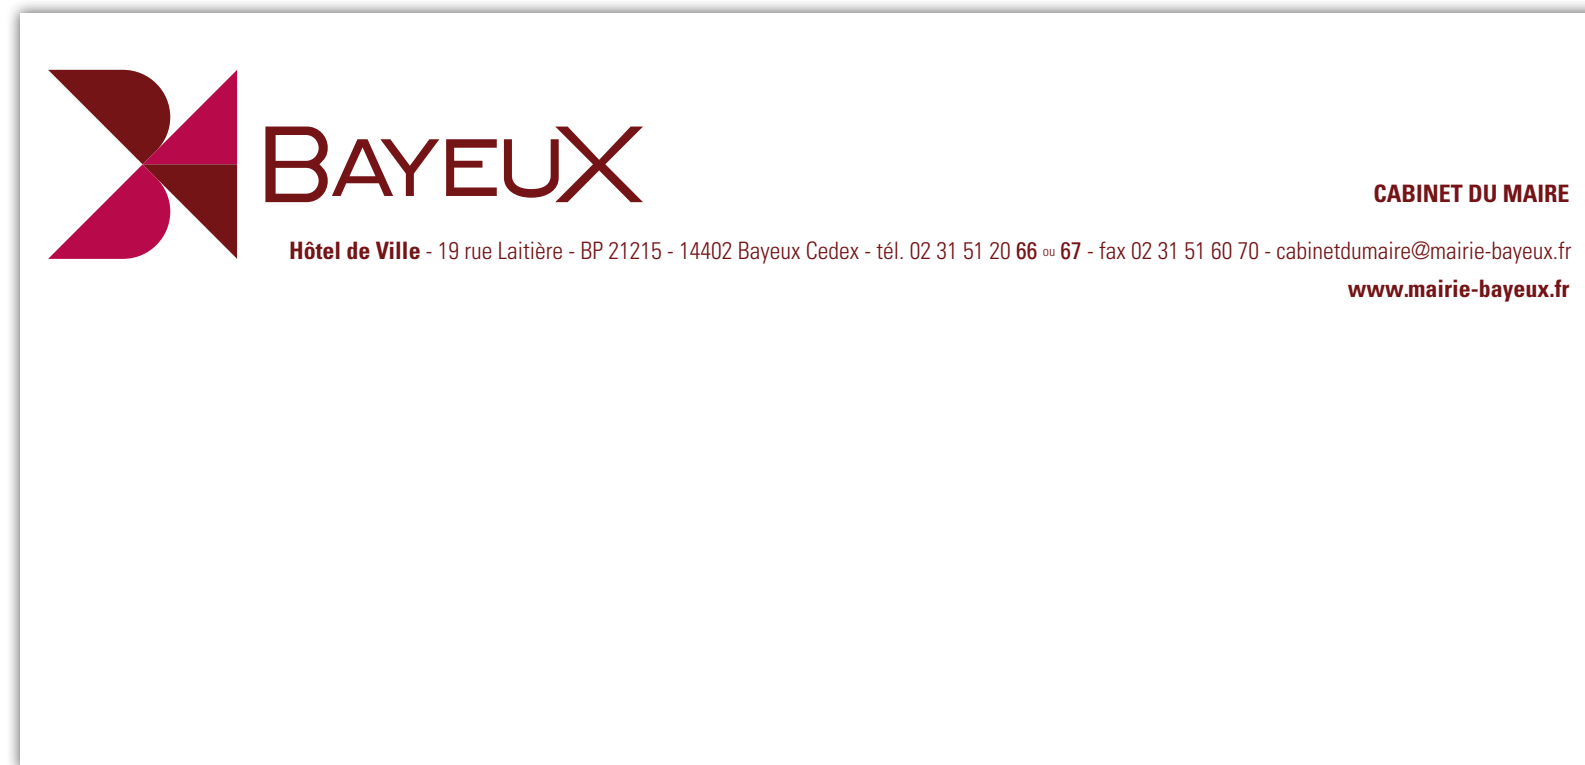 BAYEUX
CABINET DU MAIRE
Hôtel de Ville - 19 rue Laitière - BP 21215 - 14402 Bayeux Cedex - tél. 02 31 51 20 66 ou 67 - fax 02 31 51 60 70 - cabinetdumaire@mairie-bayeux.fr
www.mairie-bayeux.fr